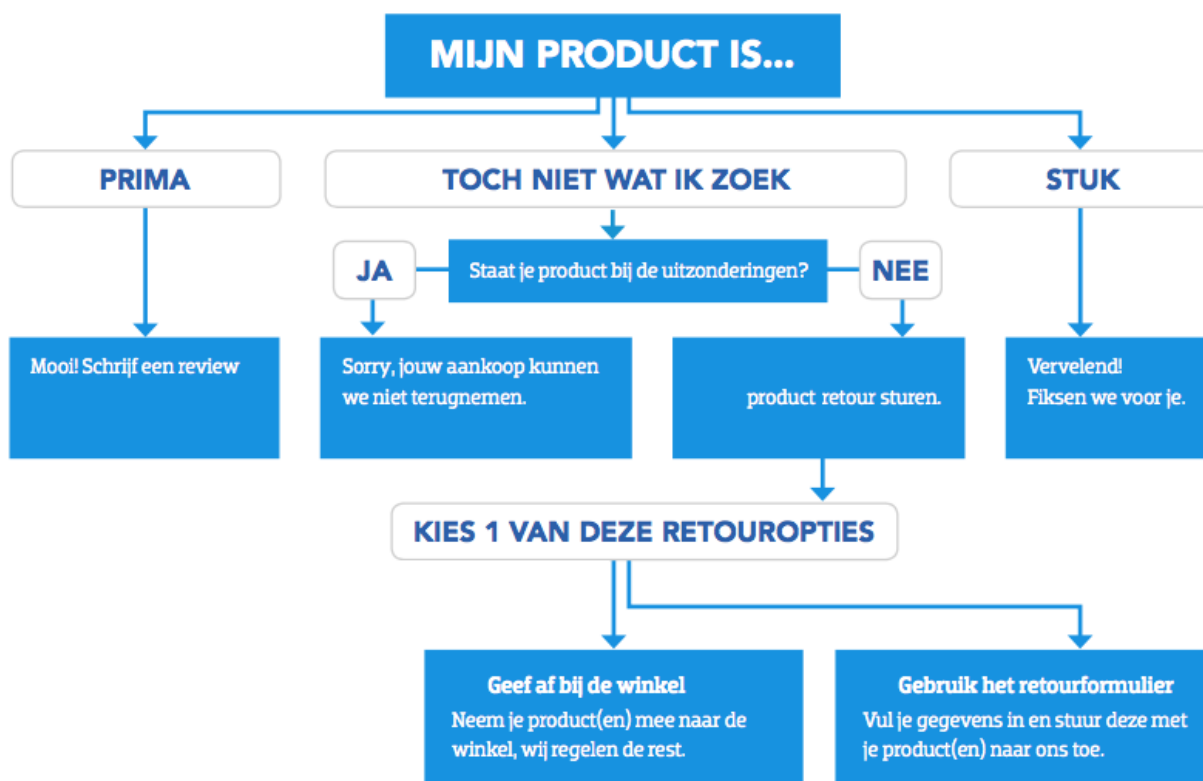 MIJN PRODUCT IS...
PRIMA
TOCH NIET WAT IK ZOEK
STUK
JA
Staat je product bij de uitzonderingen?
NEE
Mooi! Schrijf een review
Sorry, jouw aankoop kunnen
we niet terugnemen.
product retour sturen.
Vervelend!
Fiksen we voor je.
KIES 1 VAN DEZE RETOUROPTIES
Geef af bij de winkel
Neem je product(en) mee naar de
winkel, wij regelen de rest.
Gebruik het retourformulier
Vul je gegevens in en stuur deze met
je product(en) naar ons toe.